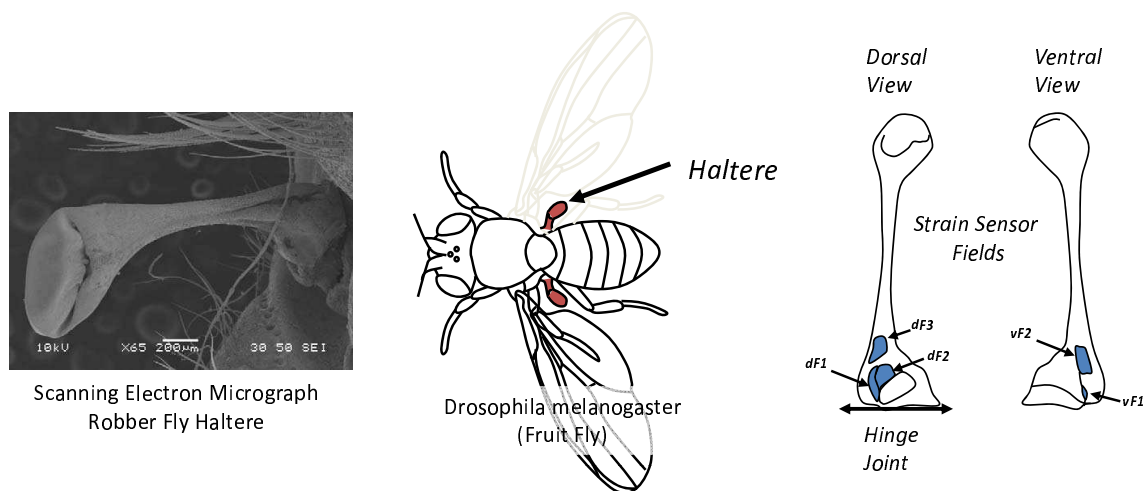 10kV X65 200µm 30 50 SEI
Scanning Electron Micrograph
Robber Fly Haltere
Haltere
Drosophila melanogaster
(Fruit Fly)
Dorsal
View
Ventral
View
Strain Sensor
Fields
dF3
dF1
dF2
vF2
vF1
Hinge
Joint